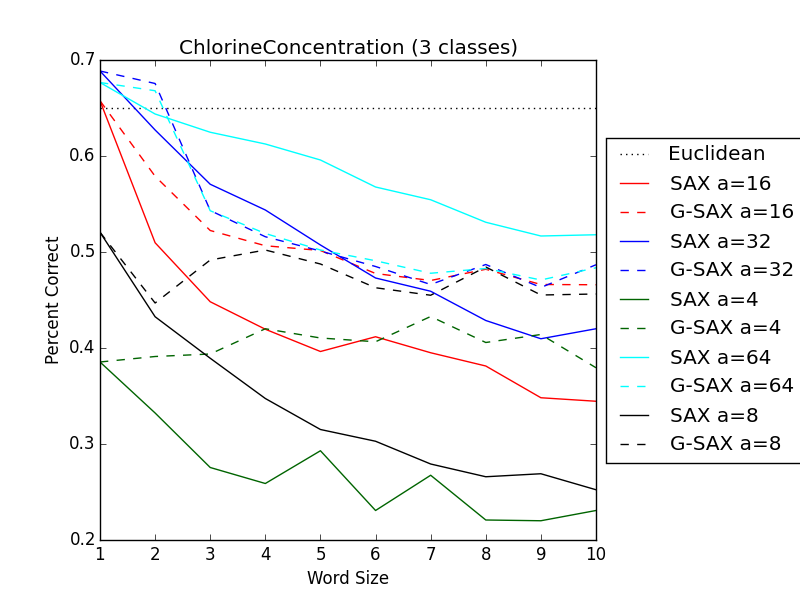 ChlorineConcentration (3 classes)
0.7
0.6
0.5
0.4
0.3
0.2
Percent Correct
1 2 3 4 5 6 7 8 9 10
Word Size
Euclidean
SAX a=16
G-SAX a=16
SAX a=32
G-SAX a=32
SAX a=4
G-SAX a=4
SAX a=64
G-SAX a=64
SAX a=8
G-SAX a=8